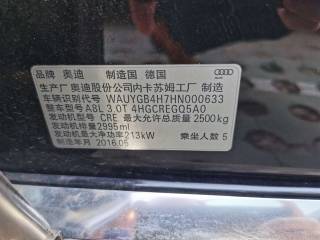 品牌 奥迪 制造国 德国
生产厂 奥迪股份公司内卡苏姆工厂 制造
车辆识别代号 WAUYGB4H7HN000633
整车型号 A8L 3.0T 4HGCREGQ5A0
发动机型号 CRE 最大允许总质量 2500kg
发动机排量 2995ml
发动机最大净功率 213kW 乘坐人数 5
制造年月 2016.05